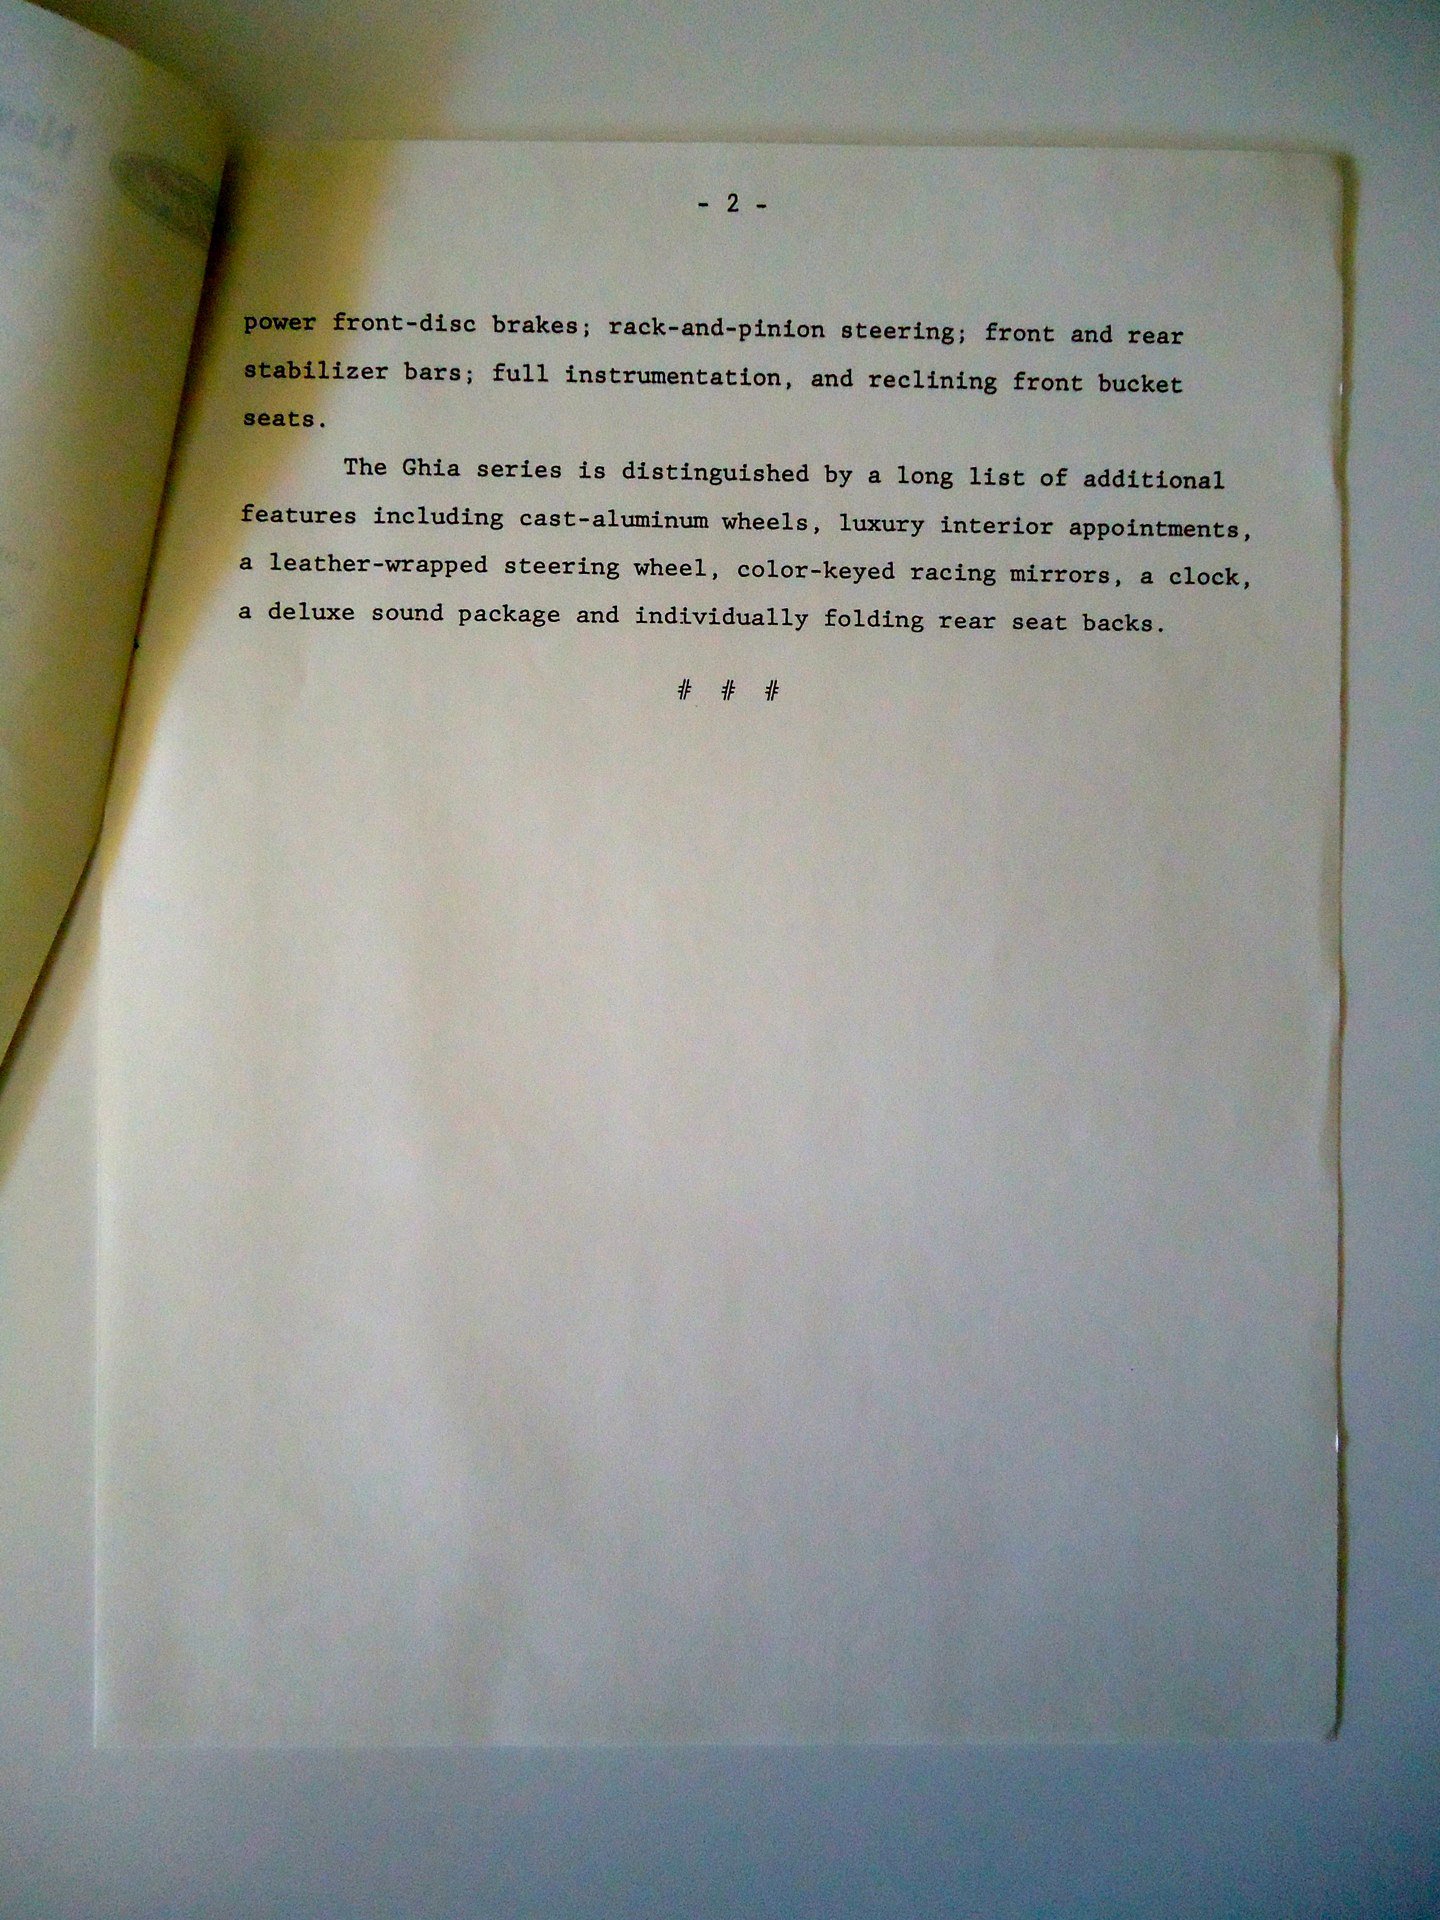 - 2 -
power front-disc brakes; rack-and-pinion steering; front and rear
stabilizer bars; full instrumentation, and reclining front bucket
seats.
The Ghia series is distinguished by a long list of additional
features including cast-aluminum wheels, luxury interior appointments,
a leather-wrapped steering wheel, color-keyed racing mirrors, a clock,
a deluxe sound package and individually folding rear seat backs.
# # #